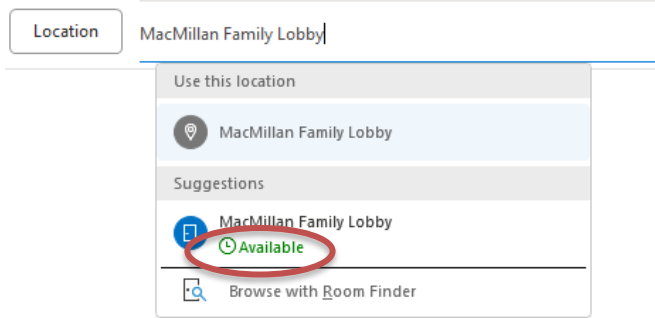 Location
MacMillan Family Lobby
Use this location
MacMillan Family Lobby
Suggestions
MacMillan Family Lobby
Available
Browse with Room Finder